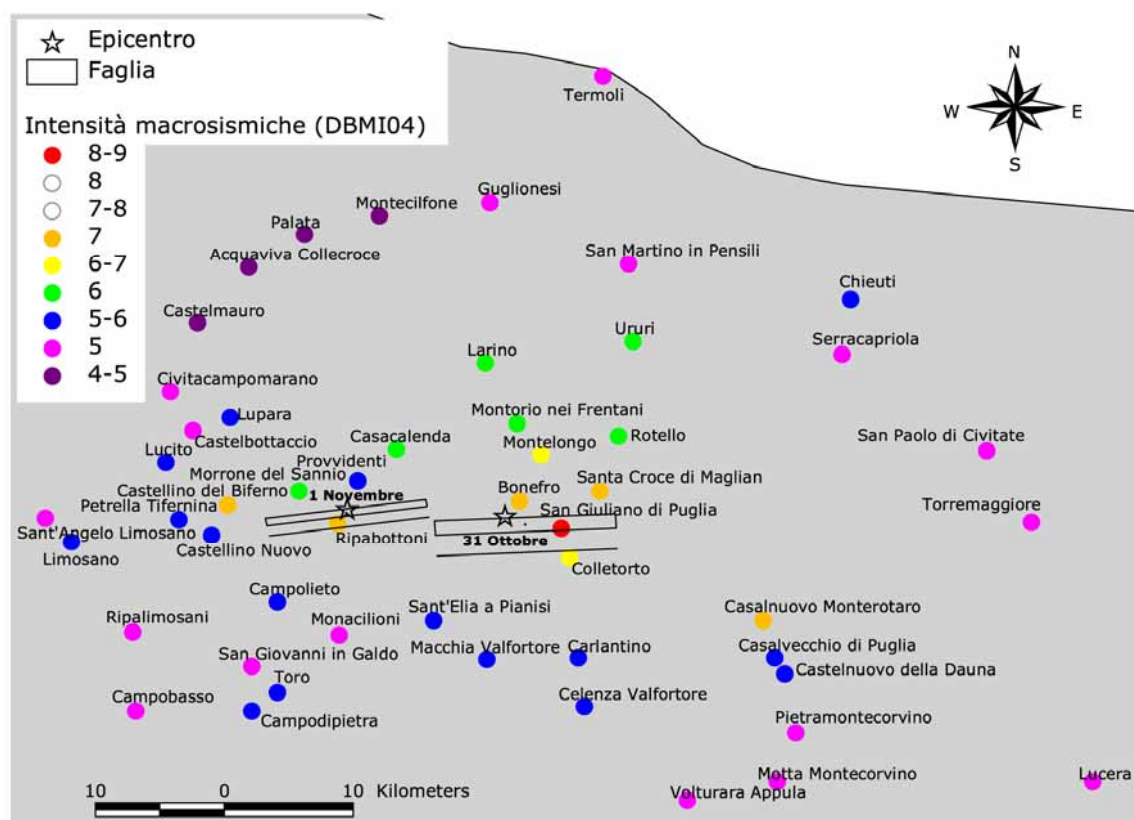 Epicentro
Faglia
Intensità macrosismiche (DBMI04)
8-9
8
7-8
7
6-7
6
5-6
5
4-5
N
W
E
S
Termoli
Guglionesi
Montecilfone
Palata
Acquaviva Collecroce
San Martino in Pensili
Chieuti
Castelmauro
Ururi
Serracapriola
Larino
Civitacampomarano
Lupara
Castelbottaccio
Montorio nei Frentani
Casacalenda
Rotello
San Paolo di Civitate
Lucito
Montelongo
Provvidenti
Morrone del Sannio
Santa Croce di Maglian
Castellino del Biferno
Bonefro
1 Novembre
Petrella Tifernina
San Giuliano di Puglia
Torremaggiore
Sant'Angelo Limosano
Ripabottoni
31 Ottobre
Castellino Nuovo
Limosano
Colletorto
Campolieto
Sant'Elia a Pianisi
Casalnuovo Monterotaro
Ripalimosani
Monacilioni
Macchia Valfortore
Carlantino
Casalvecchio di Puglia
San Giovanni in Galdo
Castelnuovo della Dauna
Toro
Celenza Valfortore
Campobasso
Campodipietra
Pietramontecorvino
Motta Montecorvino
Lucera
Volturara Appula
10 0 10 Kilometers